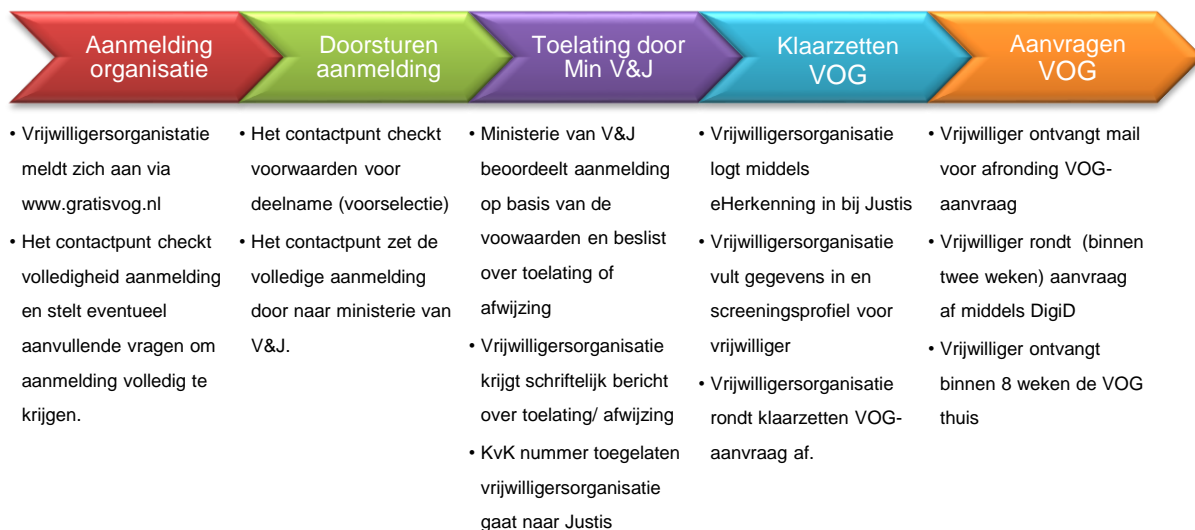 Aanmelding
organisatie
Doorsturen
aanmelding
Toelating door
Min V&J
Klaarzetten
VOG
Aanvragen
VOG
• Vrijwilligersorganistatie
meldt zich aan via
www.gratisvog.nl
• Het contactpunt checkt
volledigheid aanmelding
en stelt eventueel
aanvullende vragen om
aanmelding volledig te
krijgen.
• Het contactpunt checkt
voorwaarden voor
deelname (voorselectie)
• Het contactpunt zet de
volledige aanmelding
door naar ministerie van
V&J.
• Ministerie van V&J
beoordeelt aanmelding
op basis van de
voowaarden en beslist
over toelating of
afwijzing
• Vrijwilligersorganisatie
krijgt schriftelijk bericht
over toelating/ afwijzing
• KvK nummer toegelaten
vrijwilligersorganisatie
gaat naar Justis
• Vrijwilligersorganisatie
logt middels
eHerkenning in bij Justis
• Vrijwilligersorganisatie
vult gegevens in en
screeningsprofiel voor
vrijwilliger
• Vrijwilligersorganisatie
rondt klaarzetten VOG-
aanvraag af.
• Vrijwilliger ontvangt mail
voor afronding VOG-
aanvraag
• Vrijwilliger rondt (binnen
twee weken) aanvraag
af middels DigiD
• Vrijwilliger ontvangt
binnen 8 weken de VOG
thuis